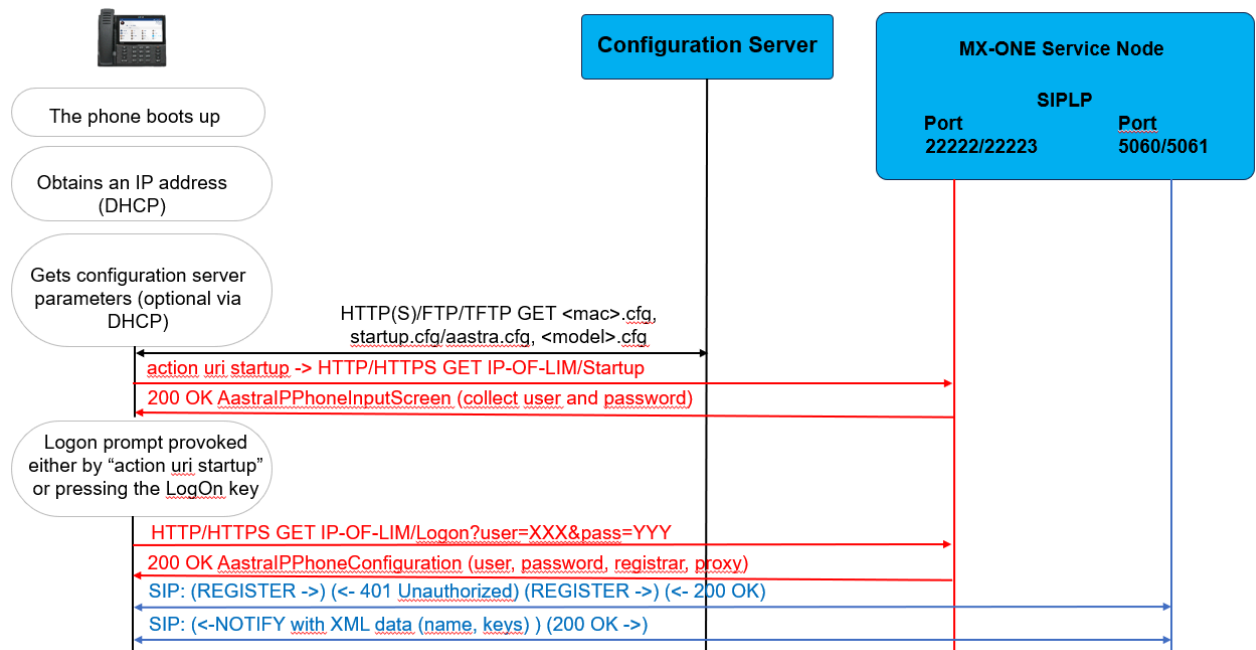 Configuration Server
MX-ONE Service Node
SIPLP
Port
22222/22223
Port
5060/5061
The phone boots up
Obtains an IP address
(DHCP)
Gets configuration server
parameters (optional via
DHCP)
HTTP(S)/FTP/TFTP GET <mac>.cfg,
startup.cfg/aastra.cfg, <model>.cfg
action uri startup -> HTTP/HTTPS GET IP-OF-LIM/Startup
200 OK AastraIPPhoneInputScreen (collect user and password)
Logon prompt provoked
either by “action uri startup”
or pressing the LogOn key
HTTP/HTTPS GET IP-OF-LIM/Logon?user=XXX&pass=YYY
200 OK AastraIPPhoneConfiguration (user, password, registrar, proxy)
SIP: (REGISTER ->) (<- 401 Unauthorized) (REGISTER ->) (<- 200 OK)
SIP: (<-NOTIFY with XML data (name, keys) ) (200 OK ->)